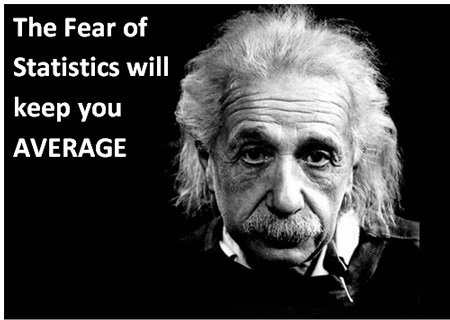 The Fear of
Statistics will
keep you
AVERAGE